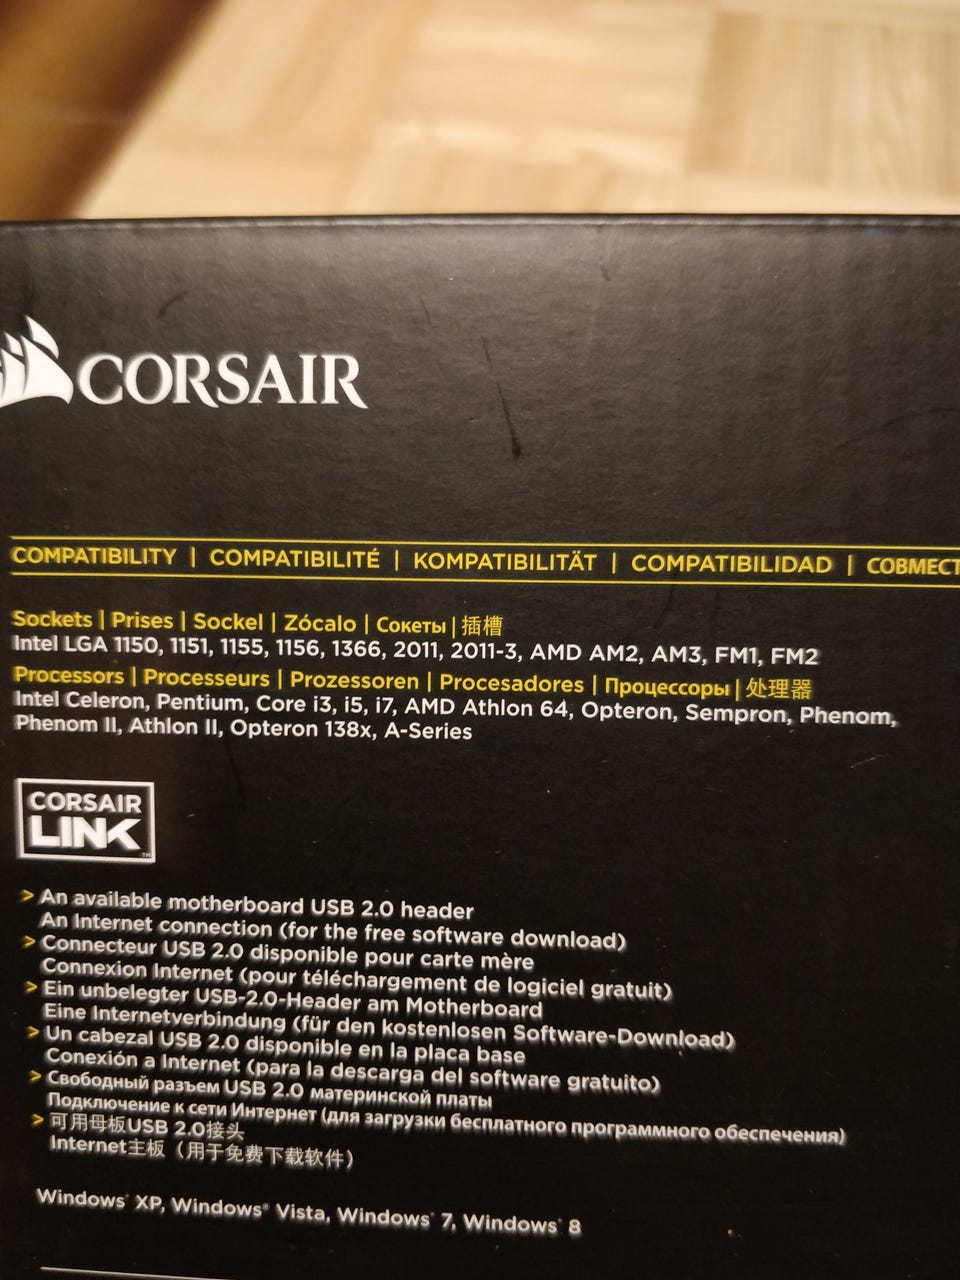 CORSAIR
COMPATIBILITY | COMPATIBILITÉ | KOMPATIBILITÄT | COMPATIBILIDAD |
Sockets | Prises | Sockel | Zócalo | Сокеты | 插槽
Intel LGA 1150, 1151, 1155, 1156, 1366, 2011, 2011-3, AMD AM2, AM3, FM1, FM2
Processors | Processeurs | Prozessoren | Procesadores | Процессоры | 处理器
Intel Celeron, Pentium, Core i3, i5, i7, AMD Athlon 64, Opteron, Sempron, Phenom,
Phenom II, Athlon II, Opteron 138x, A-Series
CORSAIR
LINK™
> An available motherboard USB 2.0 header
An Internet connection (for the free software download)
> Connecteur USB 2.0 disponible pour carte mère
Connexion Internet (pour téléchargement de logiciel gratuit)
> Ein unbelegter USB-2.0-Header am Motherboard
Eine Internetverbindung (für den kostenlosen Software-Download)
> Un cabezal USB 2.0 disponible en la placa base
Conexión a Internet (para la descarga del software gratuito)
> Свободный разъем USB 2.0 материнской платы
Подключение к сети Интернет (для загрузки бесплатного программного обеспечения)
> 可用母板USB 2.0接头
Internet主板（用于免费下载软件）
Windows® XP, Windows® Vista, Windows® 7, Windows® 8